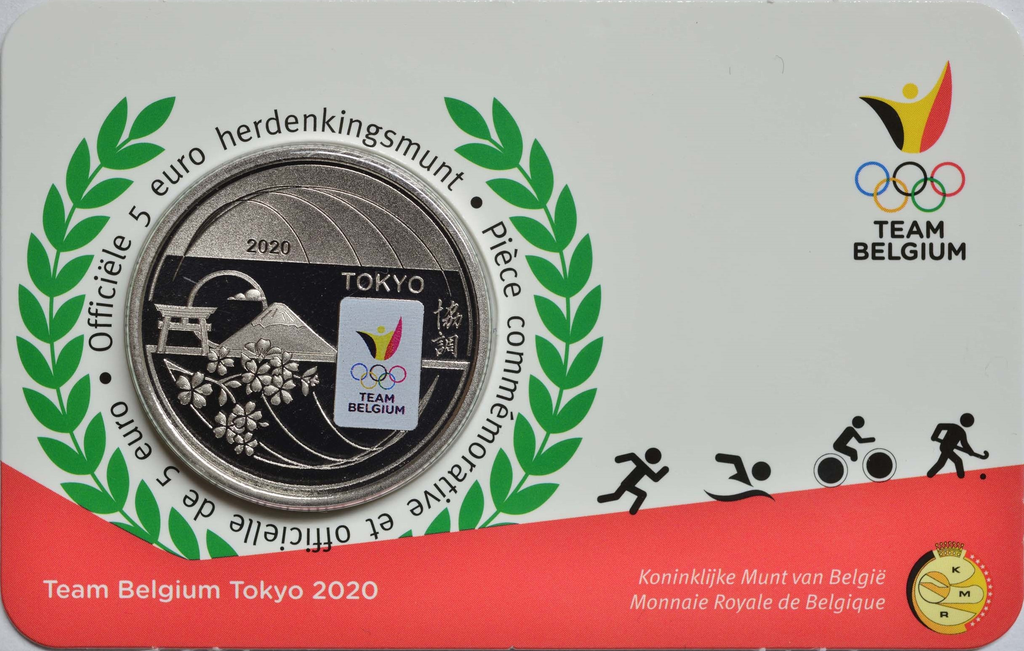 Officiële 5 euro herdenkingsmunt • Pièce commémorative et officielle de 5 euro •
2020
TOKYO
協
調
TEAM
BELGIUM
TEAM
BELGIUM
Team Belgium Tokyo 2020
Koninklijke Munt van België
Monnaie Royale de Belgique
K
M
R